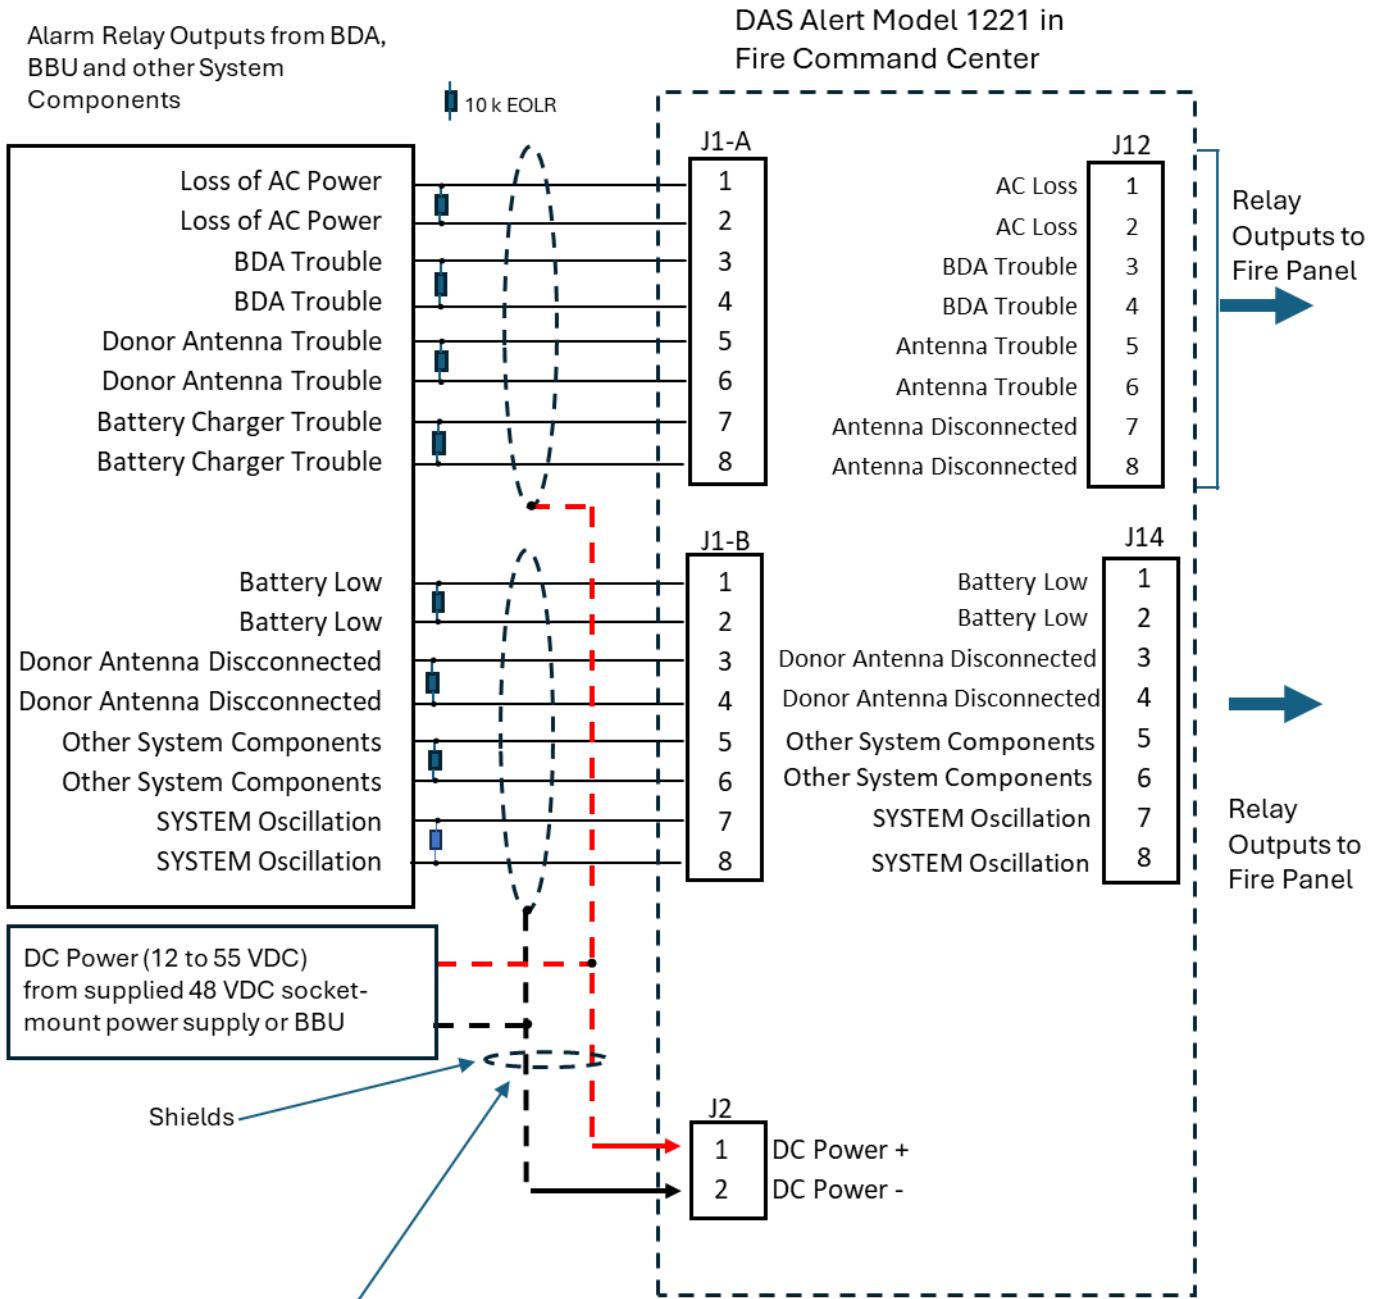 DAS Alert Model 1221 in
Fire Command Center
Alarm Relay Outputs from BDA,
BBU and other System
Components
10 k EOLR
J1-A
J12
Loss of AC Power
Loss of AC Power
BDA Trouble
BDA Trouble
Donor Antenna Trouble
Donor Antenna Trouble
Battery Charger Trouble
Battery Charger Trouble
1
2
3
4
5
6
7
8
AC Loss
AC Loss
BDA Trouble
BDA Trouble
Antenna Trouble
Antenna Trouble
Antenna Disconnected
Antenna Disconnected
1
2
3
4
5
6
7
8
Relay
Outputs to
Fire Panel
J1-B
J14
Battery Low
Battery Low
Donor Antenna Discconnected
Donor Antenna Discconnected
Other System Components
Other System Components
SYSTEM Oscillation
SYSTEM Oscillation
1
2
3
4
5
6
7
8
Battery Low
Battery Low
Donor Antenna Disconnected
Donor Antenna Disconnected
Other System Components
Other System Components
SYSTEM Oscillation
SYSTEM Oscillation
1
2
3
4
5
6
7
8
Relay
Outputs to
Fire Panel
DC Power (12 to 55 VDC)
from supplied 48 VDC socket-
mount power supply or BBU
Shields
J2
1
2
DC Power +
DC Power -